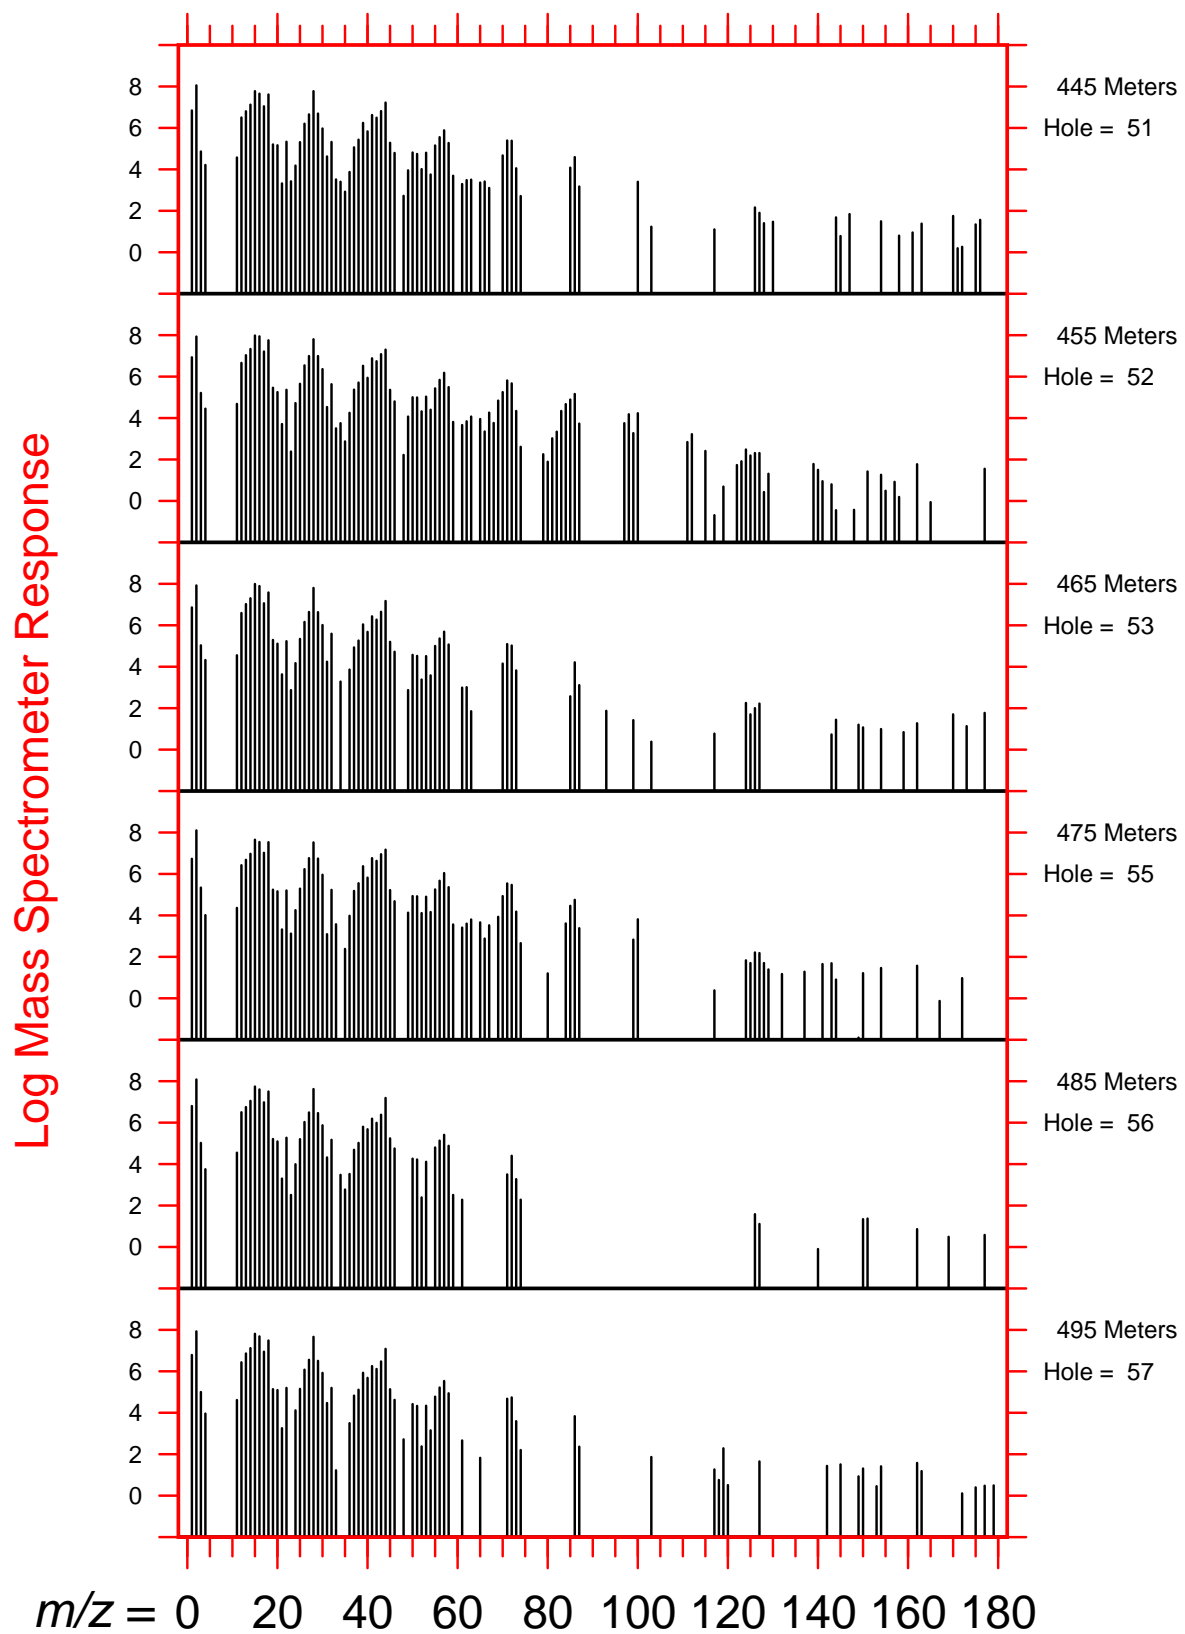 Log Mass Spectrometer Response
8
6
4
2
0
445 Meters
Hole = 51
8
6
4
2
0
455 Meters
Hole = 52
8
6
4
2
0
465 Meters
Hole = 53
8
6
4
2
0
475 Meters
Hole = 55
8
6
4
2
0
485 Meters
Hole = 56
8
6
4
2
0
495 Meters
Hole = 57
m/z = 0 20 40 60 80 100 120 140 160 180